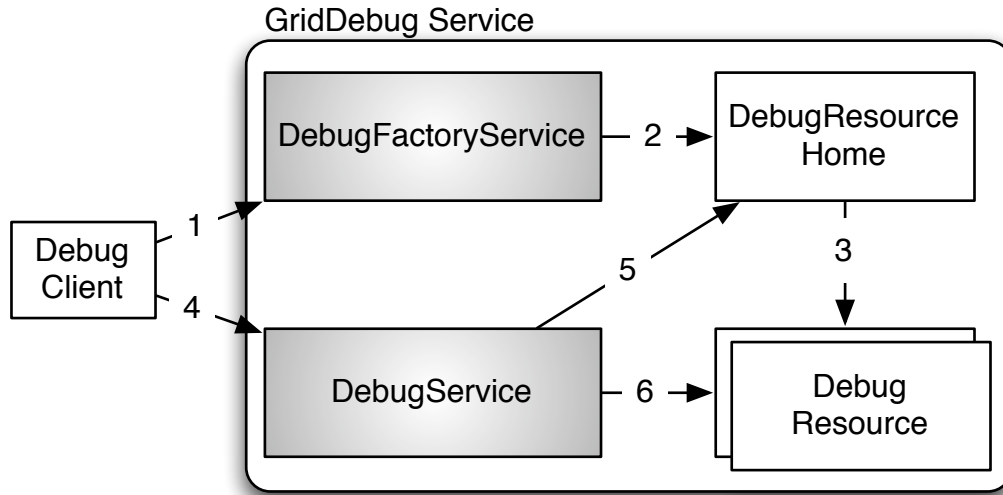 GridDebug Service
DebugFactoryService
2
DebugResource
Home
1
Debug
Client
4
5
3
DebugService
6
Debug
Resource